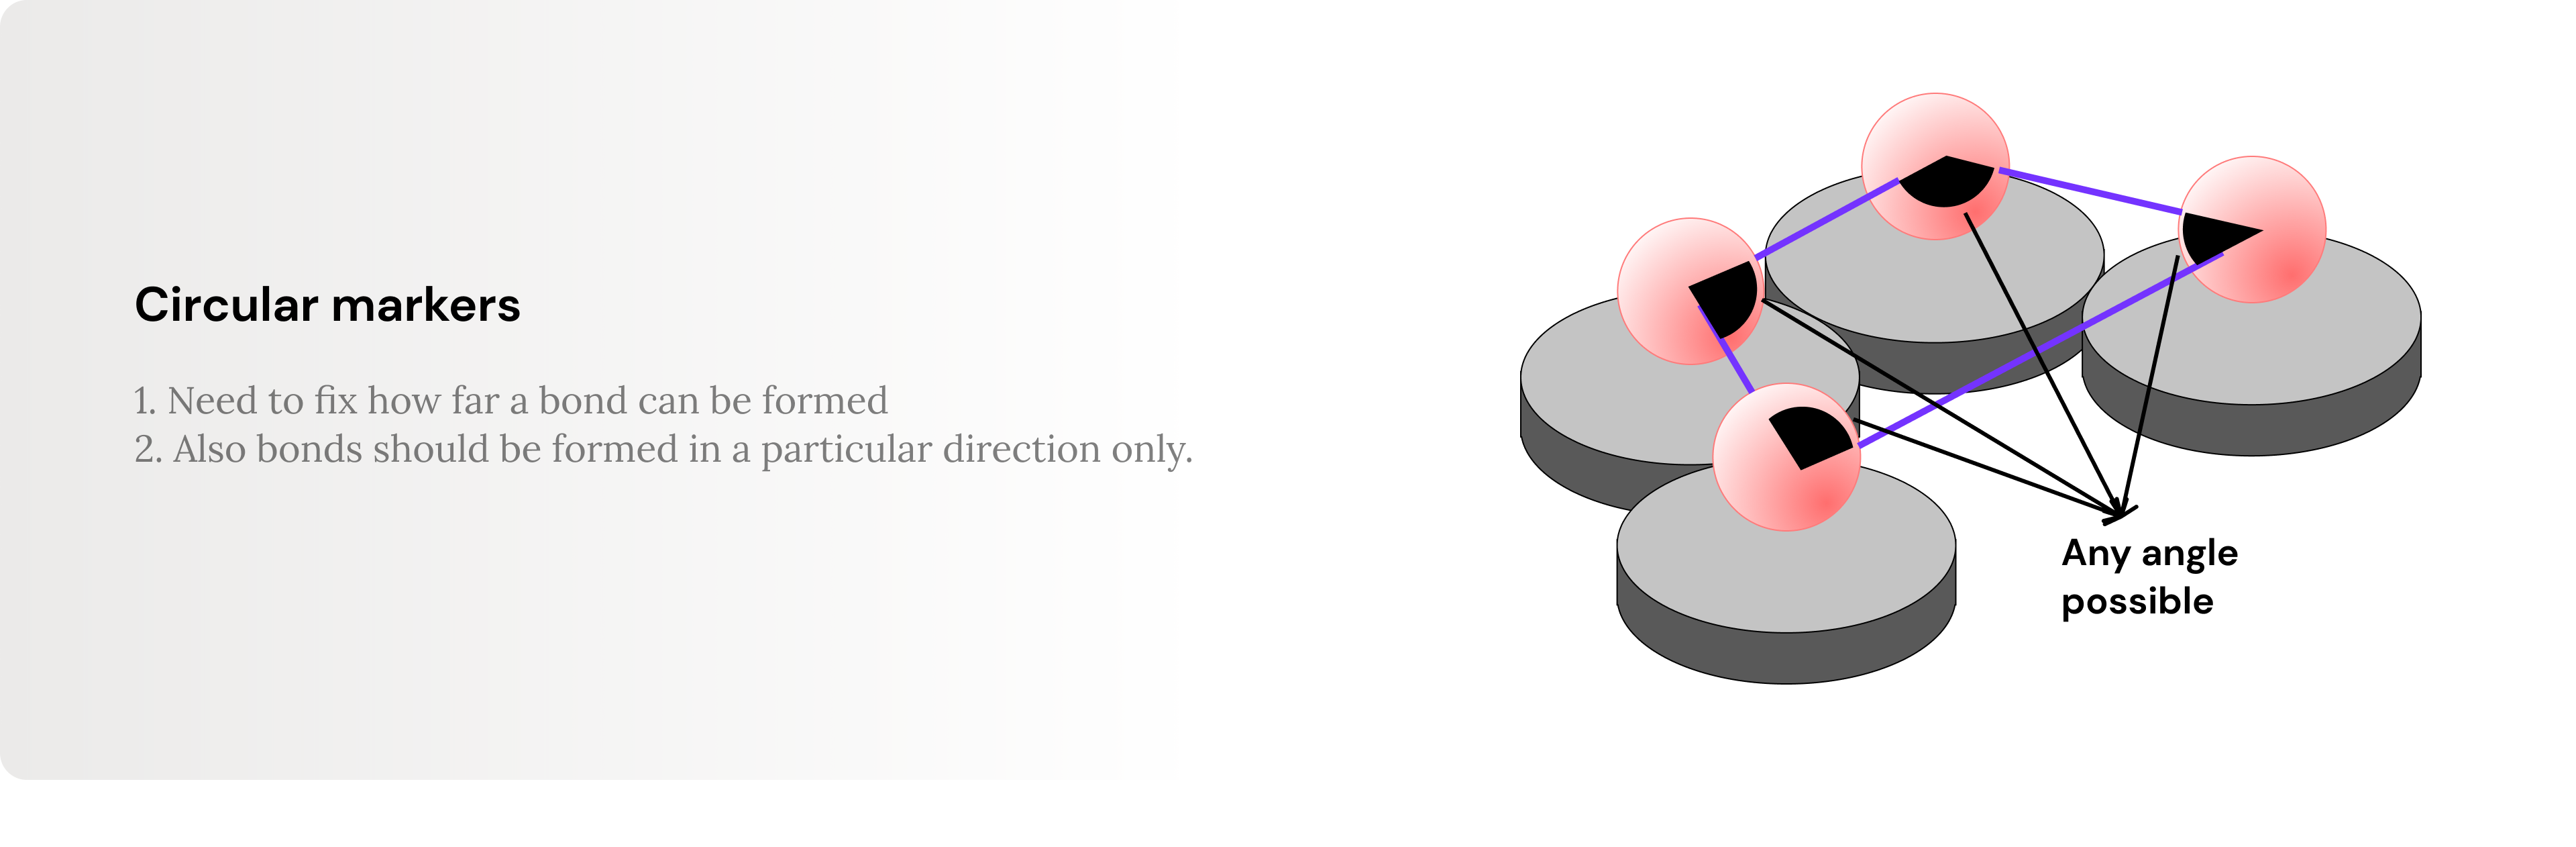 Circular markers
1. Need to fix how far a bond can be formed
2. Also bonds should be formed in a particular direction only.
Any angle
possible